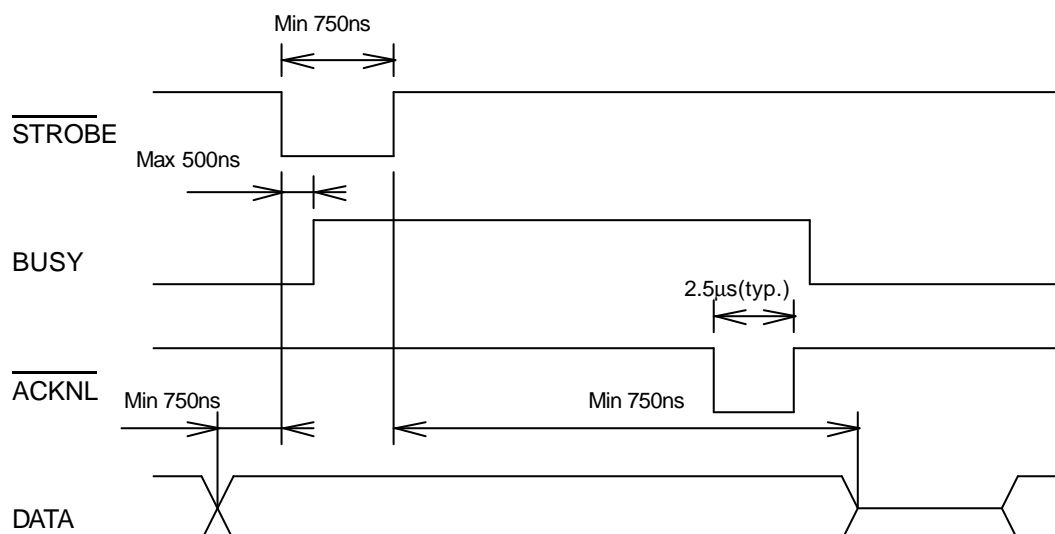 Min 750ns
STROBE
Max 500ns
BUSY
2.5µs(typ.)
ACKNL
Min 750ns
Min 750ns
DATA